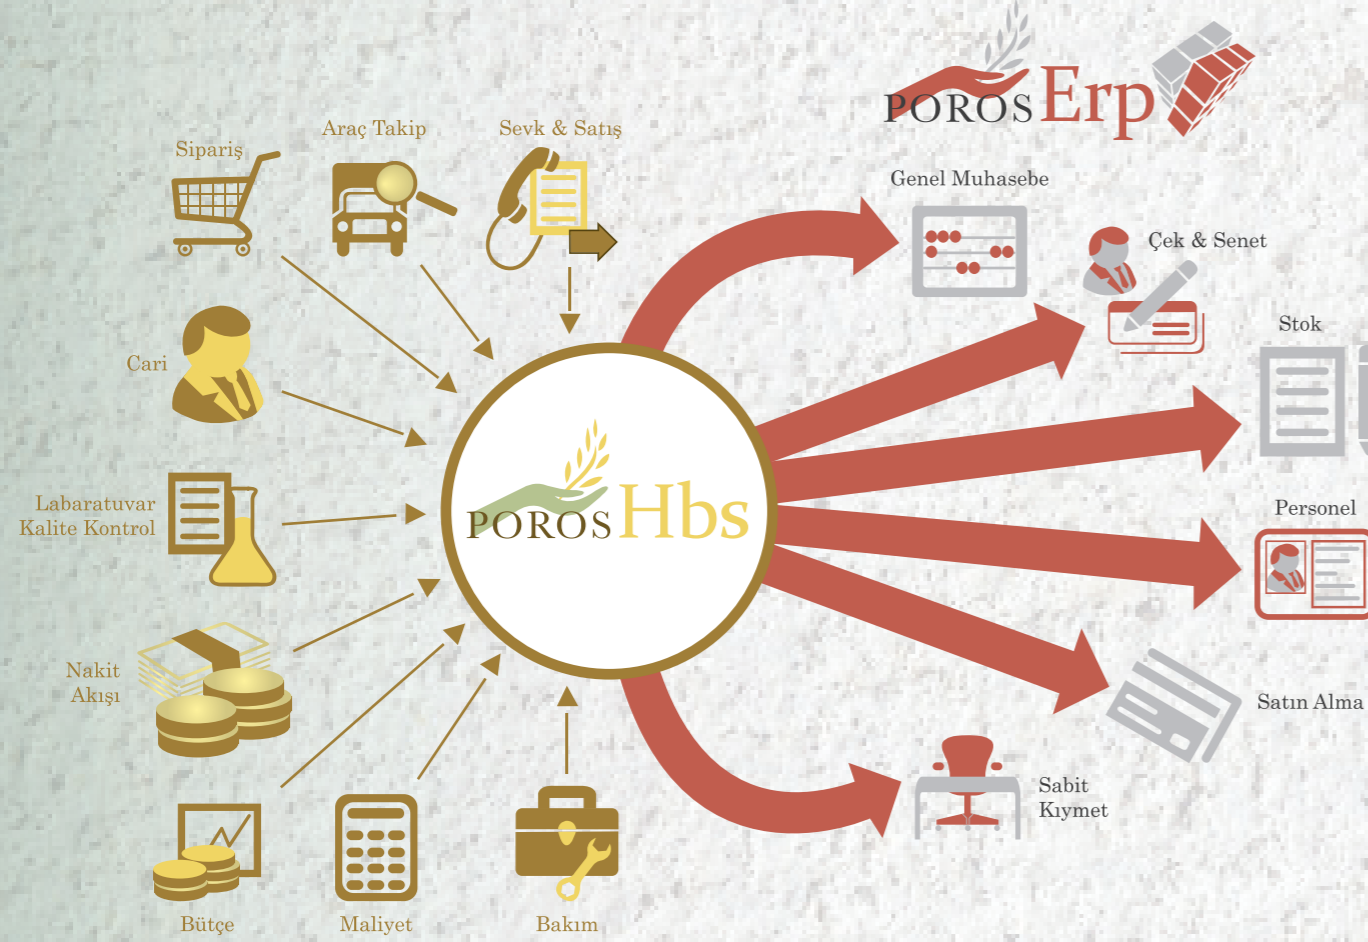 POROS Erp
Araç Takip
Sevk & Satış
Sipariş
Genel Muhasebe
Çek & Senet
Stok
Cari
POROS Hbs
Labaratuvar
Kalite Kontrol
Personel
Nakit
Akışı
Satın Alma
Sabit
Kıymet
Bütçe
Maliyet
Bakım